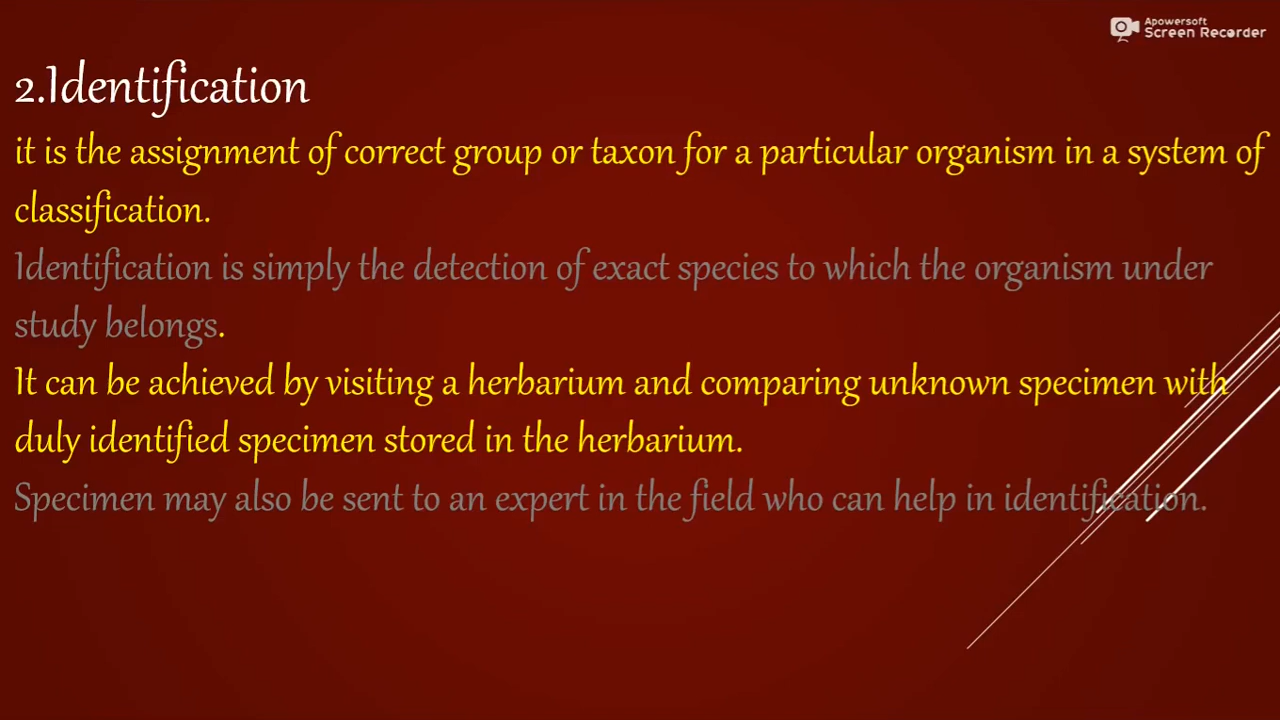 Apowersoft
Screen Recorder
2.Identification
it is the assignment of correct group or taxon for a particular organism in a system of
classification.
Identification is simply the detection of exact species to which the organism under
study belongs.
It can be achieved by visiting a herbarium and comparing unknown specimen with
duly identified specimen stored in the herbarium.
Specimen may also be sent to an expert in the field who can help in identification.